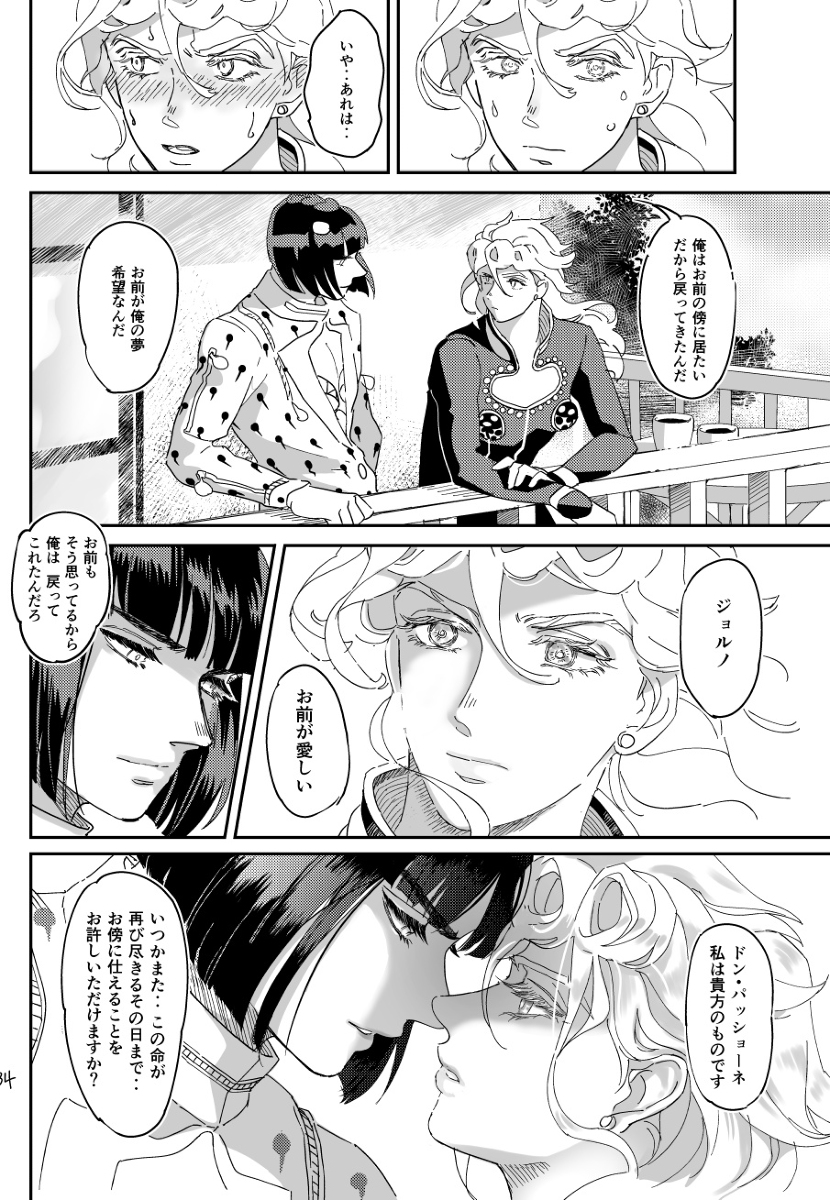 いや‥あれは‥
俺はお前の傍に居たい
だから戻ってきたんだ
お前が俺の夢
希望なんだ
ジョルノ
お前が愛しい
お前も
そう思ってるから
俺は 戻って
これたんだろ
ドン・パッショーネ
私は貴方のものです
いつかまた‥この命が
再び尽きるその日まで‥
お傍に仕えることを
お許しいただけますか？
34